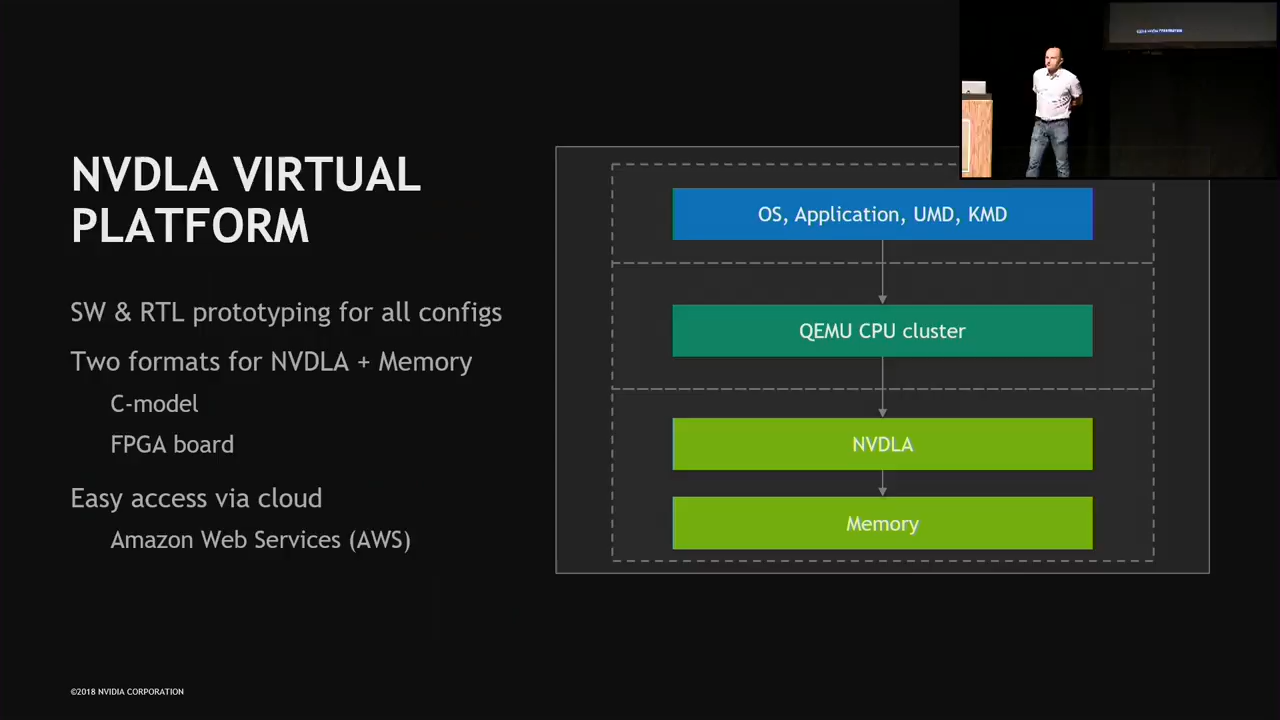 NVDLA VIRTUAL
PLATFORM
SW & RTL prototyping for all configs
Two formats for NVDLA + Memory
C-model
FPGA board
Easy access via cloud
Amazon Web Services (AWS)
OS, Application, UMD, KMD
QEMU CPU cluster
NVDLA
Memory
©2018 NVIDIA CORPORATION